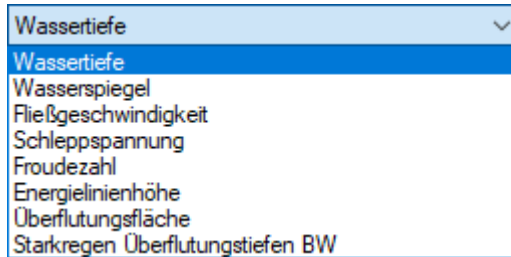 Wassertiefe
Wassertiefe
Wasserspiegel
Fließgeschwindigkeit
Schleppspannung
Froudezahl
Energielinienhöhe
Überflutungsfläche
Starkregen Überflutungstiefen BW